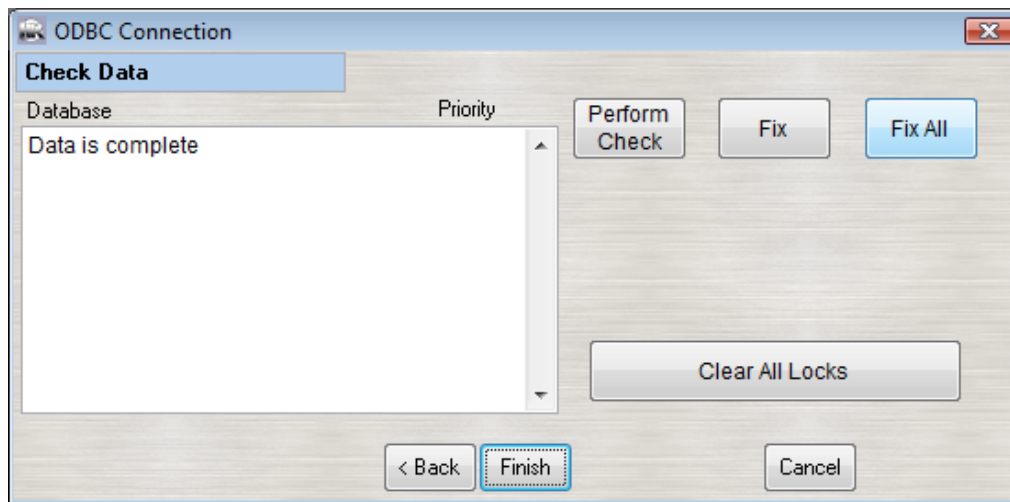 ODBC Connection
Check Data
Database Priority
Data is complete
Perform
Check
Fix
Fix All
Clear All Locks
< Back Finish Cancel